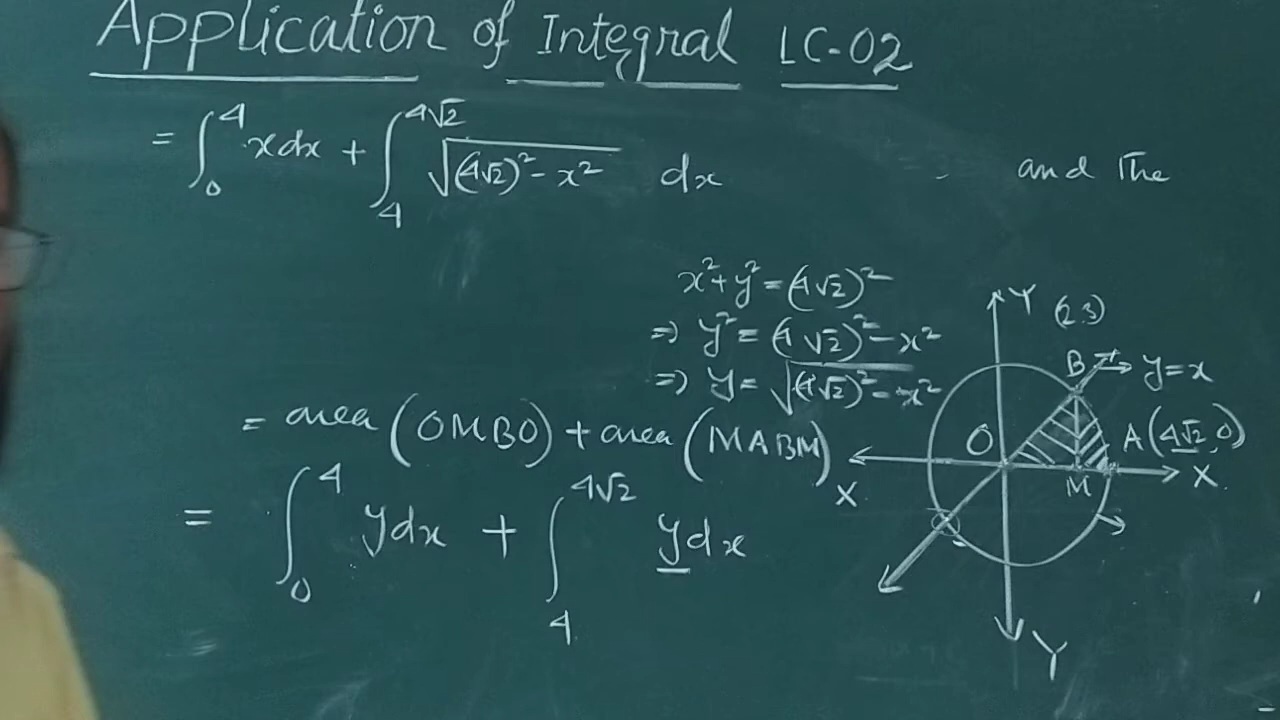 Application of Integral LC-02
= ∫₀⁴ x dx + ∫₄^{4√2} √((4√2)² - x²) dx
and The
x² + y² = (4√2)²
⇒ y² = (4√2)² - x²
⇒ y = √((4√2)² - x²)
= area (OMBO) + area (MABM)
= ∫₀⁴ y dx + ∫₄^{4√2} y dx
Y
(2.3)
B
y = x
O
A (4√2, 0)
X
M
X
Y